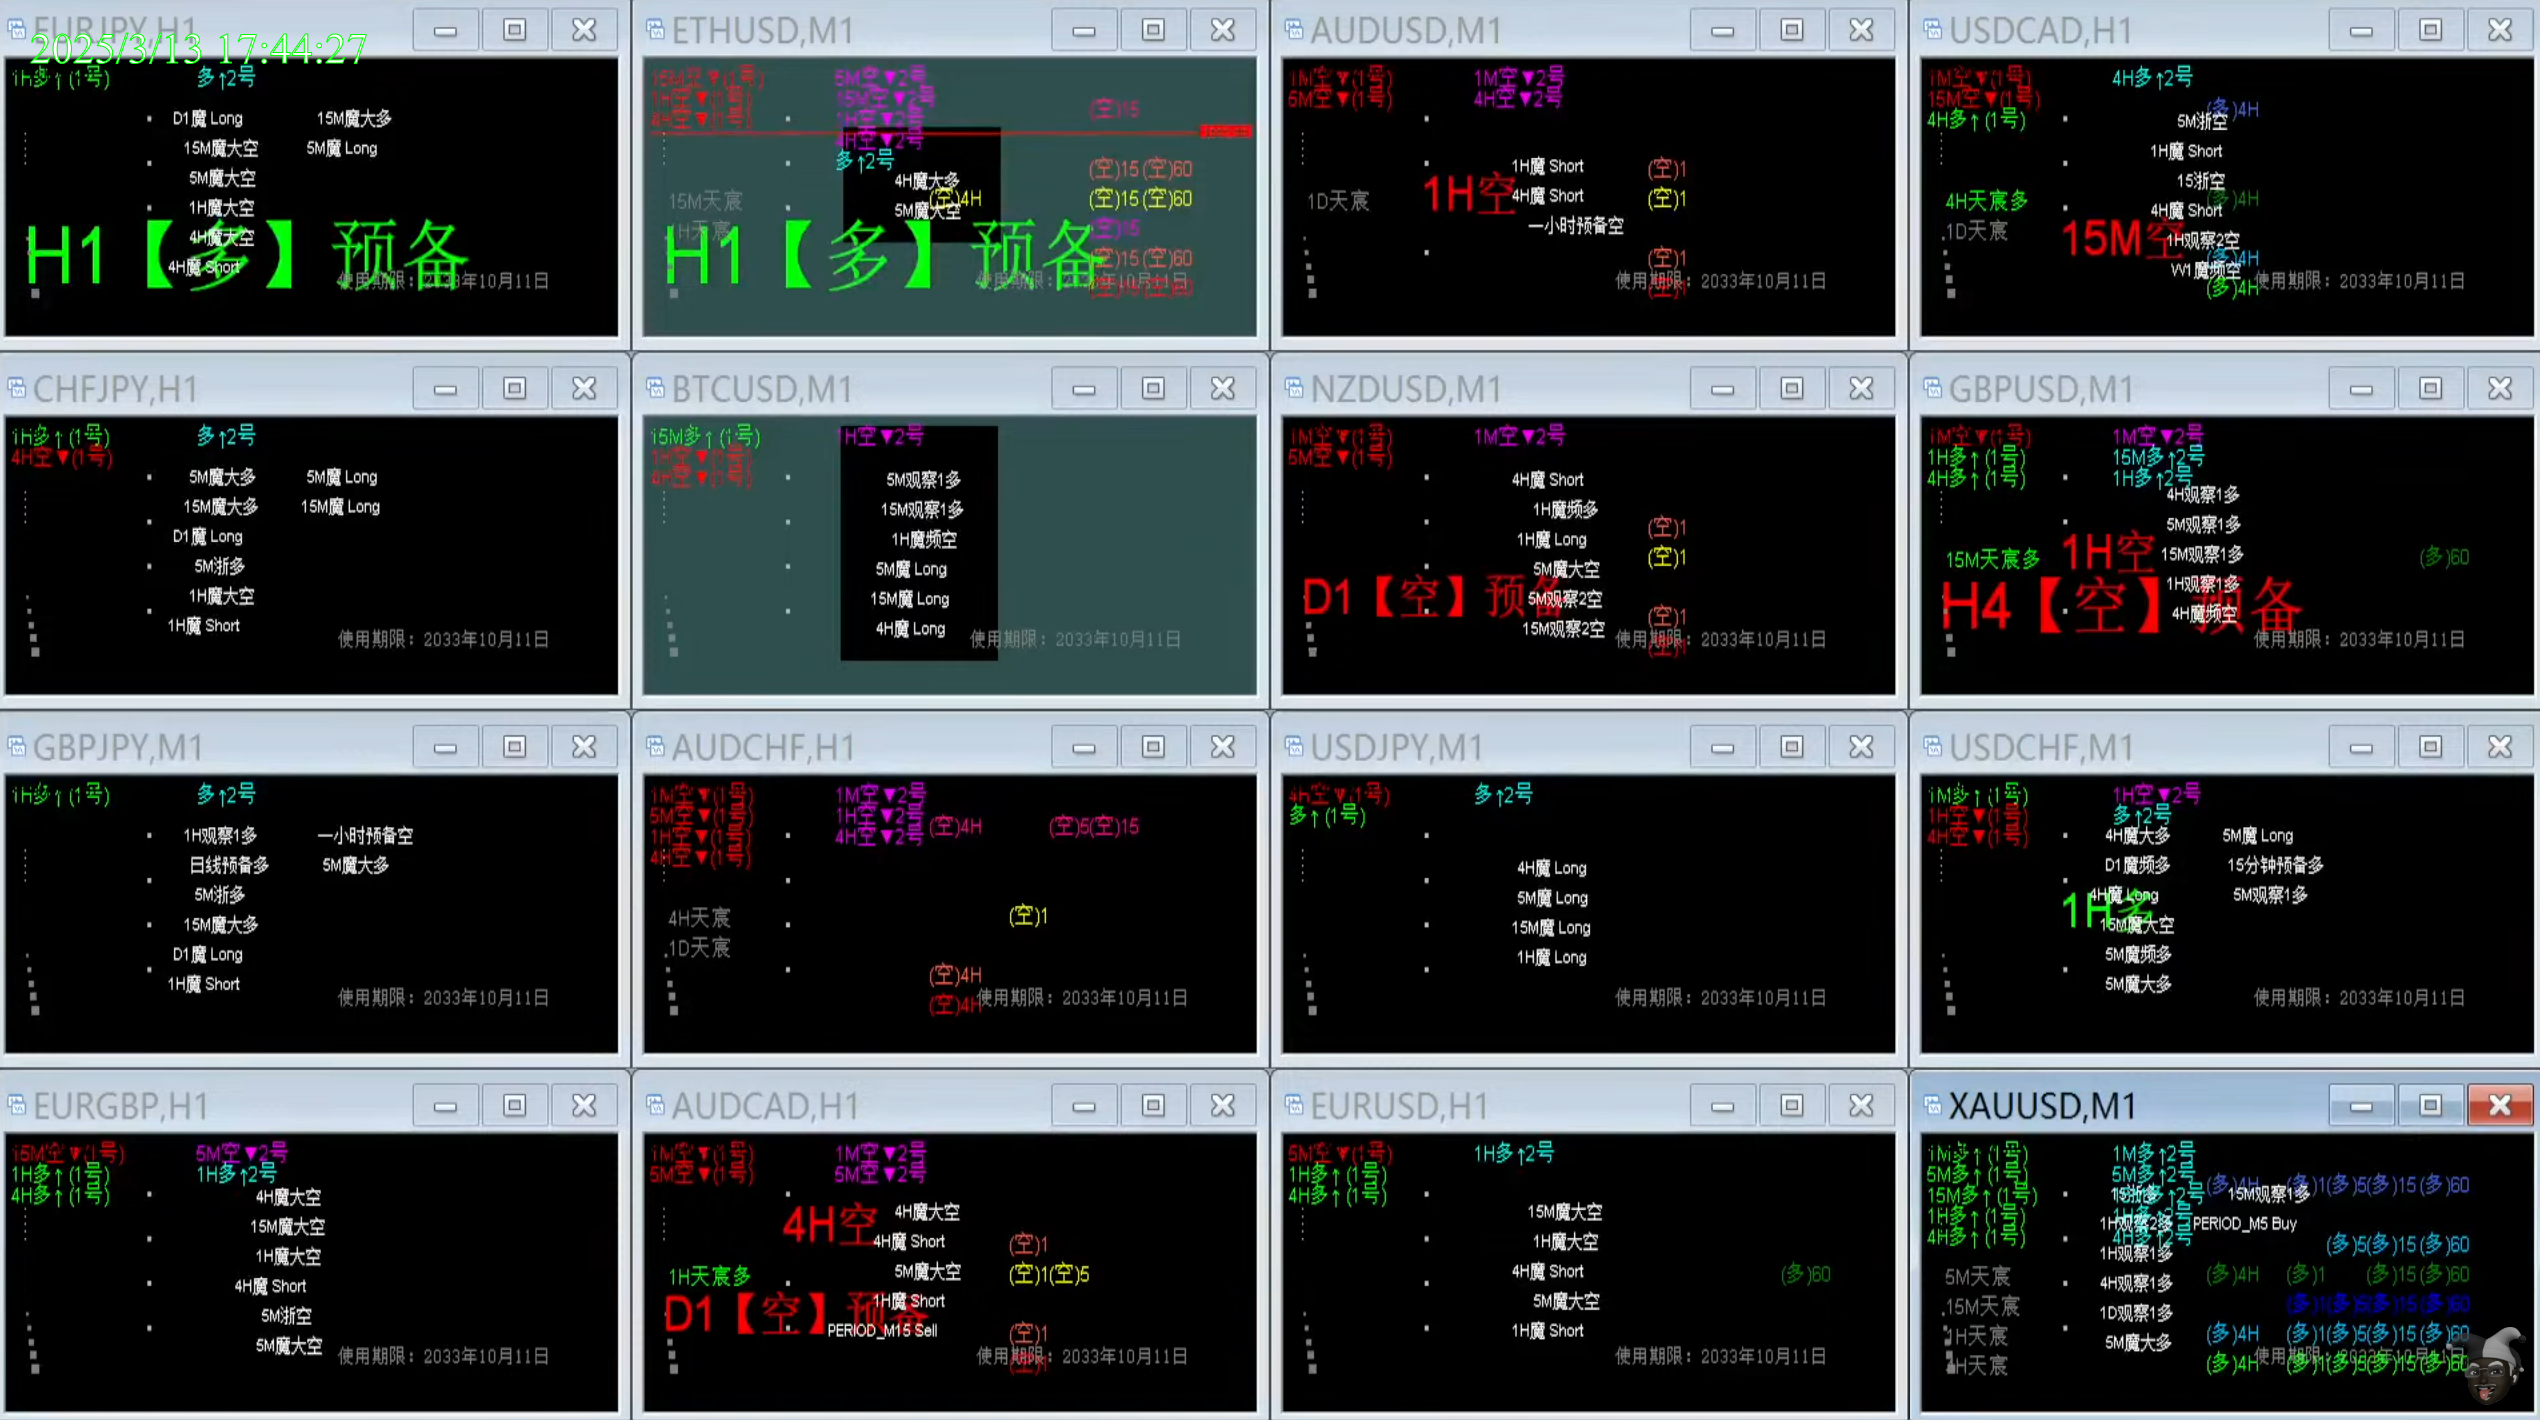 EURJPY,H1
2025/3/13 17:44:27
1H多↑(1号) 多↑2号
D1魔 Long 15M魔大多
15M魔大空 5M魔 Long
5M魔大空
1H魔大空
4H魔大空
H1【多】预备
4H魔 Short
使用期限：2033年10月11日
ETHUSD,M1
15M空▼(1号) 5M空▼2号
1H空▼(1号) 15M空▼2号
4H空▼(1号) 1H空▼2号
4H空▼2号
(空)15
多↑2号
(空)15(空)60
4H魔大多
15M天宸 (空)4H (空)15(空)60
5M魔大空
1H天宸 (空)15
H1【多】预备
(空)15(空)60
使用期限：2033年10月11日
AUDUSD,M1
1M空▼(1号) 1M空▼2号
5M空▼(1号) 4H空▼2号
1H魔 Short (空)1
1D天宸 1H空 4H魔 Short (空)1
一小时预备空
(空)1
使用期限：2033年10月11日
(空)1
USDCAD,H1
1M空▼(1号) 4H多↑2号
15M空▼(1号)
4H多↑(1号) (多)4H
5M浙空
1H魔 Short
15浙空
4H天宸多 (多)4H
4H魔 Short
1D天宸 15M空 1H观察2空
(多)4H
W1魔频空
使用期限：2033年10月11日
(多)4H
CHFJPY,H1
1H多↑(1号) 多↑2号
4H空▼(1号)
5M魔大多 5M魔 Long
15M魔大多 15M魔 Long
D1魔 Long
5M浙多
1H魔大空
1H魔 Short
使用期限：2033年10月11日
BTCUSD,M1
15M多↑(1号) 1H空▼2号
1H空▼(1号)
4H空▼(1号)
5M观察1多
15M观察1多
1H魔频空
5M魔 Long
15M魔 Long
4H魔 Long
使用期限：2033年10月11日
NZDUSD,M1
1M空▼(1号) 1M空▼2号
5M空▼(1号)
4H魔 Short
1H魔频多
(空)1
1H魔 Long
(空)1
5M魔大空
D1【空】预备
5M观察2空
(空)1
15M观察2空
使用期限：2033年10月11日
(空)1
GBPUSD,M1
1M空▼(1号) 1M空▼2号
1H多↑(1号) 15M多↑2号
4H多↑(1号) 1H多↑2号
4H观察1多
5M观察1多
15M天宸多 1H空 15M观察1多 (多)60
1H观察1多
H4【空】预备
4H魔频空
使用期限：2033年10月11日
GBPJPY,M1
1H多↑(1号) 多↑2号
1H观察1多 一小时预备空
日线预备多 5M魔大多
5M浙多
15M魔大多
D1魔 Long
1H魔 Short
使用期限：2033年10月11日
AUDCHF,H1
1M空▼(1号) 1M空▼2号
5M空▼(1号) 1H空▼2号
1H空▼(1号) 4H空▼2号
4H空▼(1号)
(空)4H (空)5(空)15
4H天宸 (空)1
1D天宸
(空)4H
(空)4H
使用期限：2033年10月11日
USDJPY,M1
4h空▼(1号) 多↑2号
多↑(1号)
4H魔 Long
5M魔 Long
15M魔 Long
1H魔 Long
使用期限：2033年10月11日
USDCHF,M1
1M多↑(1号) 1H空▼2号
1H空▼(1号) 多↑2号
4H空▼(1号)
4H魔大多 5M魔 Long
D1魔频多 15分钟预备多
4H魔 Long 5M观察1多
1H多
15M魔大空
5M魔频多
5M魔大多
使用期限：2033年10月11日
EURGBP,H1
15M空▼(1号) 5M空▼2号
1H多↑(1号) 1H多↑2号
4H多↑(1号)
4H魔大空
15M魔大空
1H魔大空
4H魔 Short
5M浙空
5M魔大空
使用期限：2033年10月11日
AUDCAD,H1
1M空▼(1号) 1M空▼2号
5M空▼(1号) 5M空▼2号
4H空 4H魔大空
4H魔 Short (空)1
1H天宸多 5M魔大空 (空)1(空)5
1H魔 Short
D1【空】预备
PERIOD_M15 Sell (空)1
使用期限：2033年10月11日
(空)1
EURUSD,H1
5M空▼(1号) 1H多↑2号
1H多↑(1号)
4H多↑(1号)
15M魔大空
1H魔大空
4H魔 Short (多)60
5M魔大空
1H魔 Short
使用期限：2033年10月11日
XAUUSD,M1
1M多↑(1号) 1M多↑2号
5M多↑(1号) 5M多↑2号
15M多↑(1号)
1H多↑(1号)
4H多↑(1号) 4H多↑2号
(多)4H (多)1(多)5(多)15(多)60
15M观察1多
1H观察2多 PERIOD_M5 Buy
1H观察1多 (多)5(多)15(多)60
5M天宸 4H观察1多 (多)4H (多)1 (多)15(多)60
15M天宸 1D观察1多 (多)1(多)5(多)15(多)60
1H天宸 5M魔大多 (多)4H (多)1(多)5(多)15(多)60
4H天宸 (多)4H (多)1(多)5(多)15(多)60